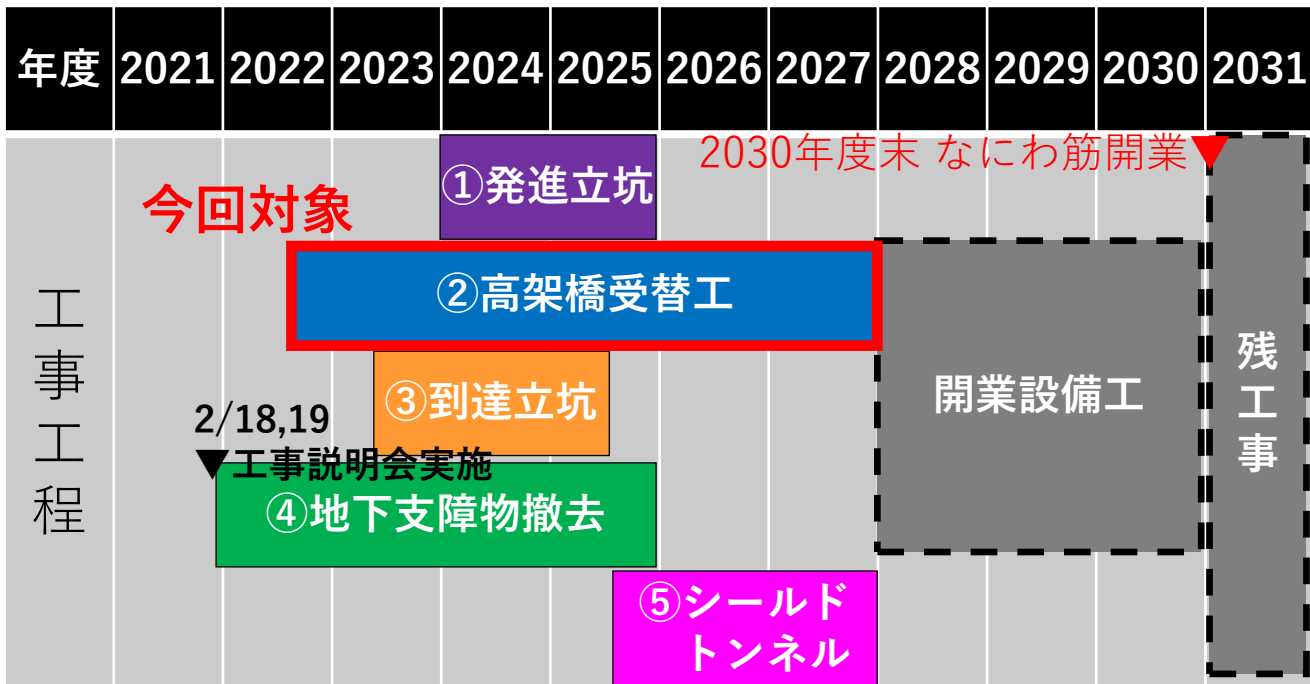 年度 2021 2022 2023 2024 2025 2026 2027 2028 2029 2030 2031
2030年度末 なにわ筋開業▼
①発進立坑
今回対象
②高架橋受替工
工事工程
③到達立坑
開業設備工
残工事
2/18,19
▼工事説明会実施
④地下支障物撤去
⑤シールド
トンネル